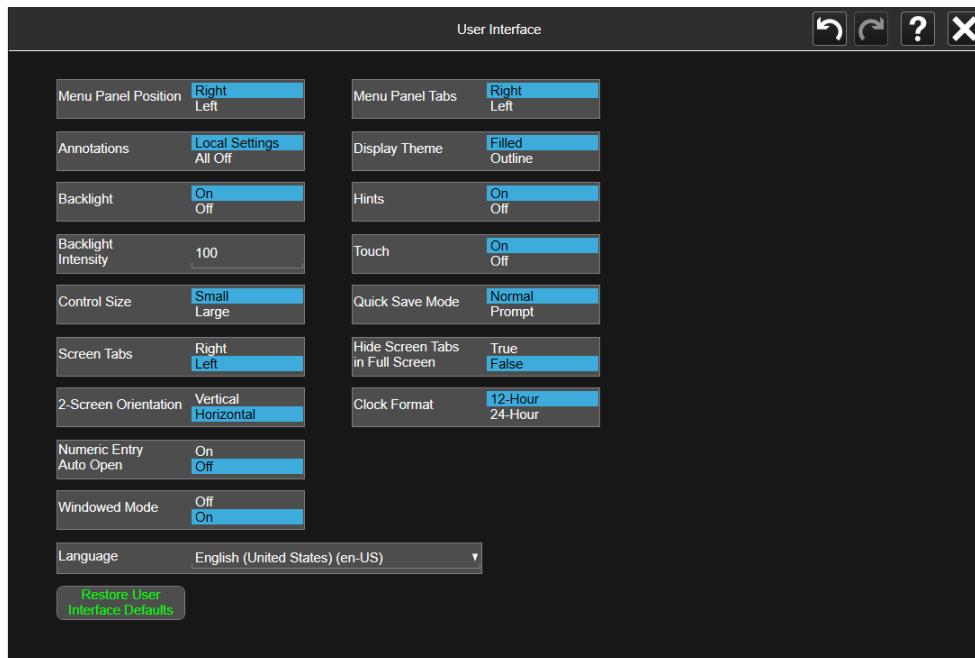 User Interface
?
Menu Panel Position
Right
Left
Menu Panel Tabs
Right
Left
Annotations
Local Settings
All Off
Display Theme
Filled
Outline
Backlight
On
Off
Hints
On
Off
Backlight
Intensity
100
Touch
On
Off
Control Size
Small
Large
Quick Save Mode
Normal
Prompt
Screen Tabs
Right
Left
Hide Screen Tabs
in Full Screen
True
False
2-Screen Orientation
Vertical
Horizontal
Clock Format
12-Hour
24-Hour
Numeric Entry
Auto Open
On
Off
Windowed Mode
Off
On
Language
English (United States) (en-US)
Restore User
Interface Defaults